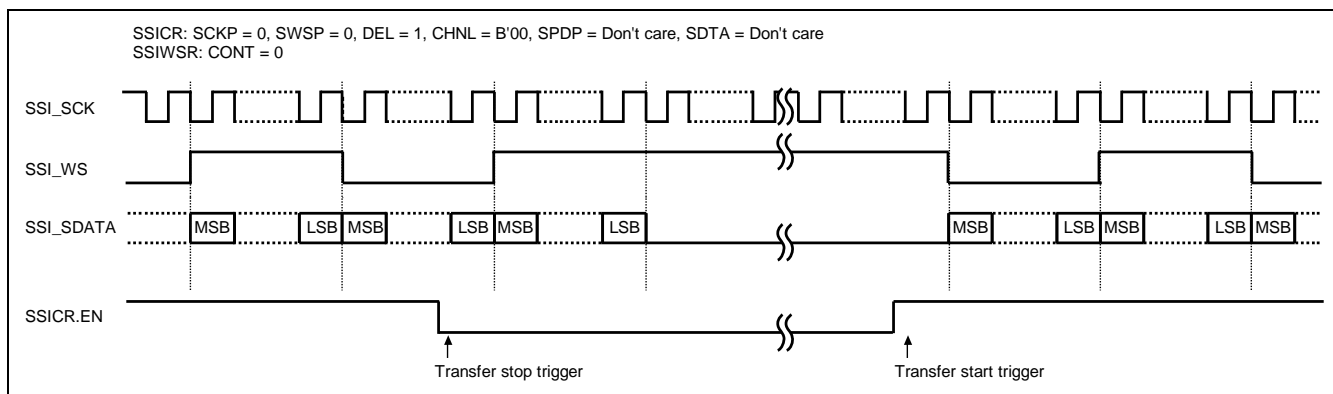 SSICR: SCKP = 0, SWSP = 0, DEL = 1, CHNL = B'00, SPDP = Don't care, SDTA = Don't care
SSIWSR: CONT = 0
SSI_SCK
SSI_WS
SSI_SDATA MSB LSB MSB LSB MSB LSB MSB LSB MSB LSB MSB
SSICR.EN
Transfer stop trigger Transfer start trigger